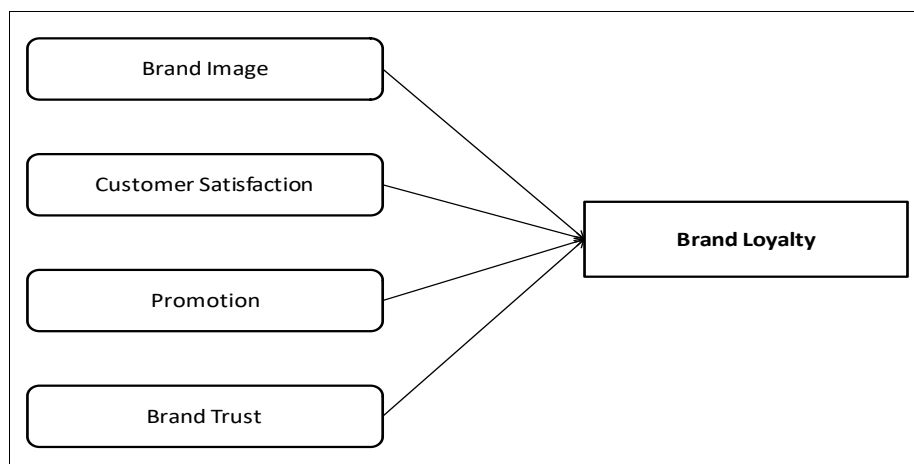 Brand Image
Customer Satisfaction
Brand Loyalty
Promotion
Brand Trust